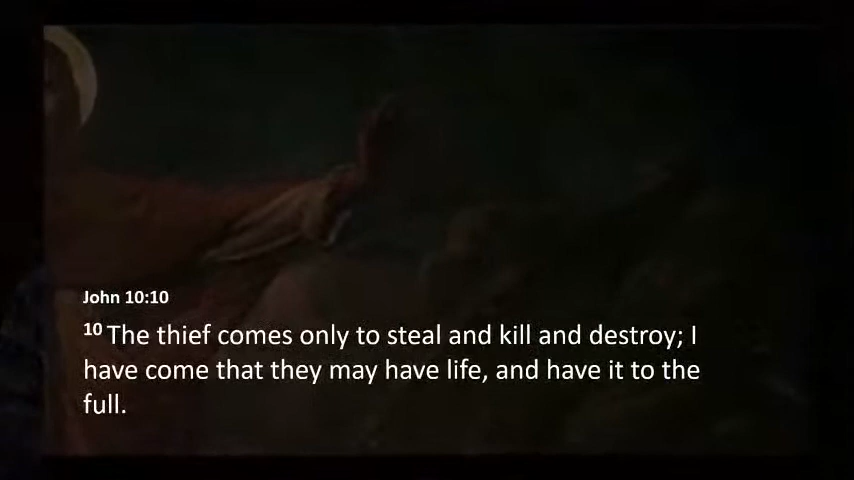 John 10:10
10 The thief comes only to steal and kill and destroy; I
have come that they may have life, and have it to the
full.